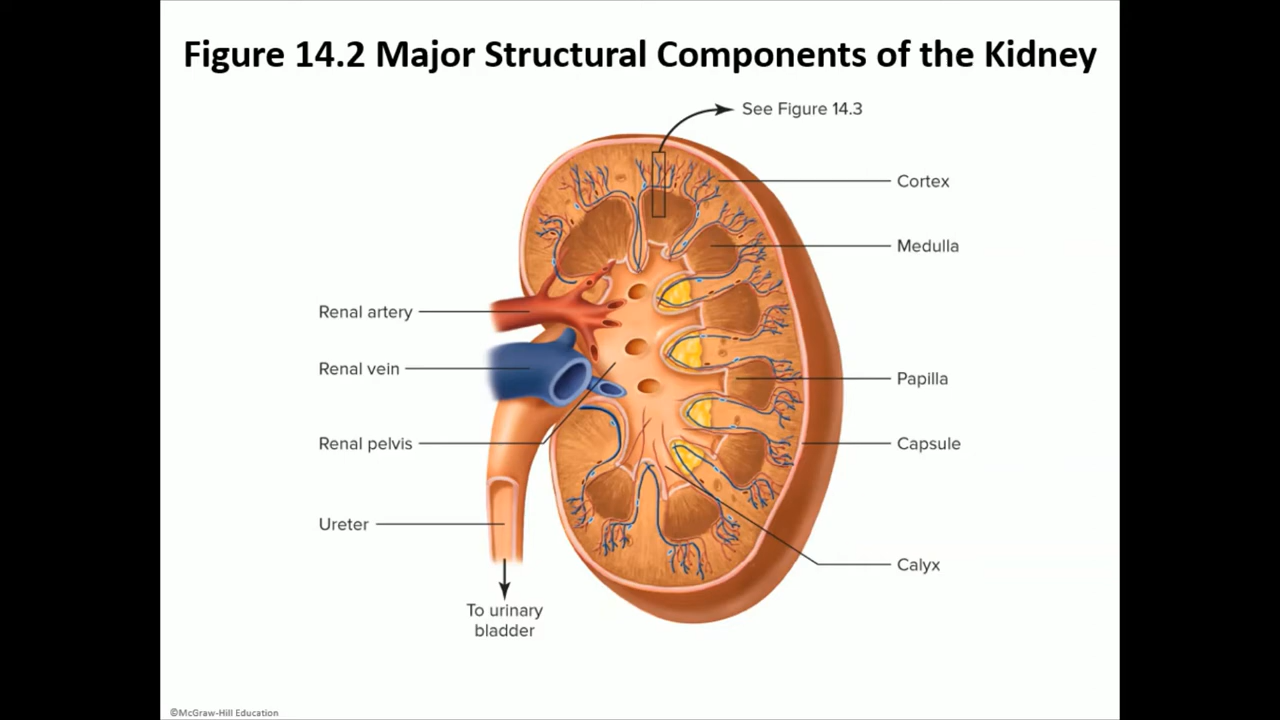 Figure 14.2 Major Structural Components of the Kidney
See Figure 14.3
Cortex
Medulla
Renal artery
Renal vein
Papilla
Renal pelvis
Capsule
Ureter
Calyx
To urinary
bladder
©McGraw-Hill Education